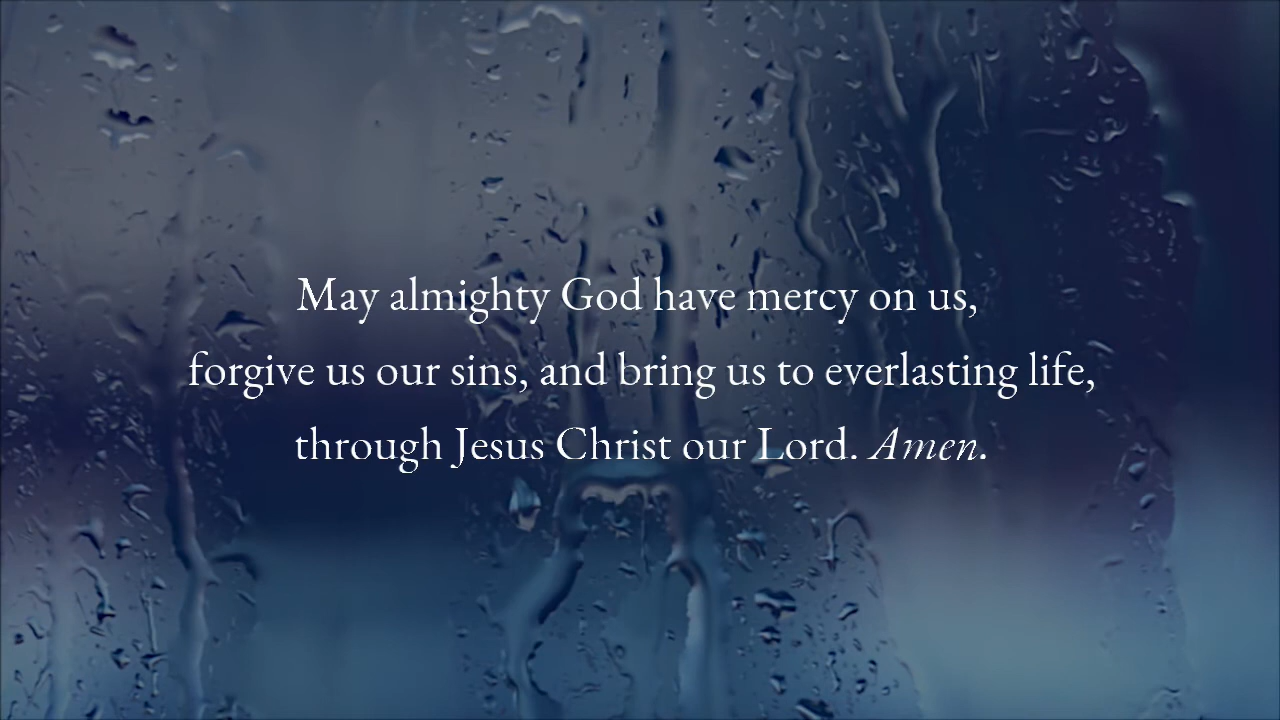 May almighty God have mercy on us,
forgive us our sins, and bring us to everlasting life,
through Jesus Christ our Lord. Amen.